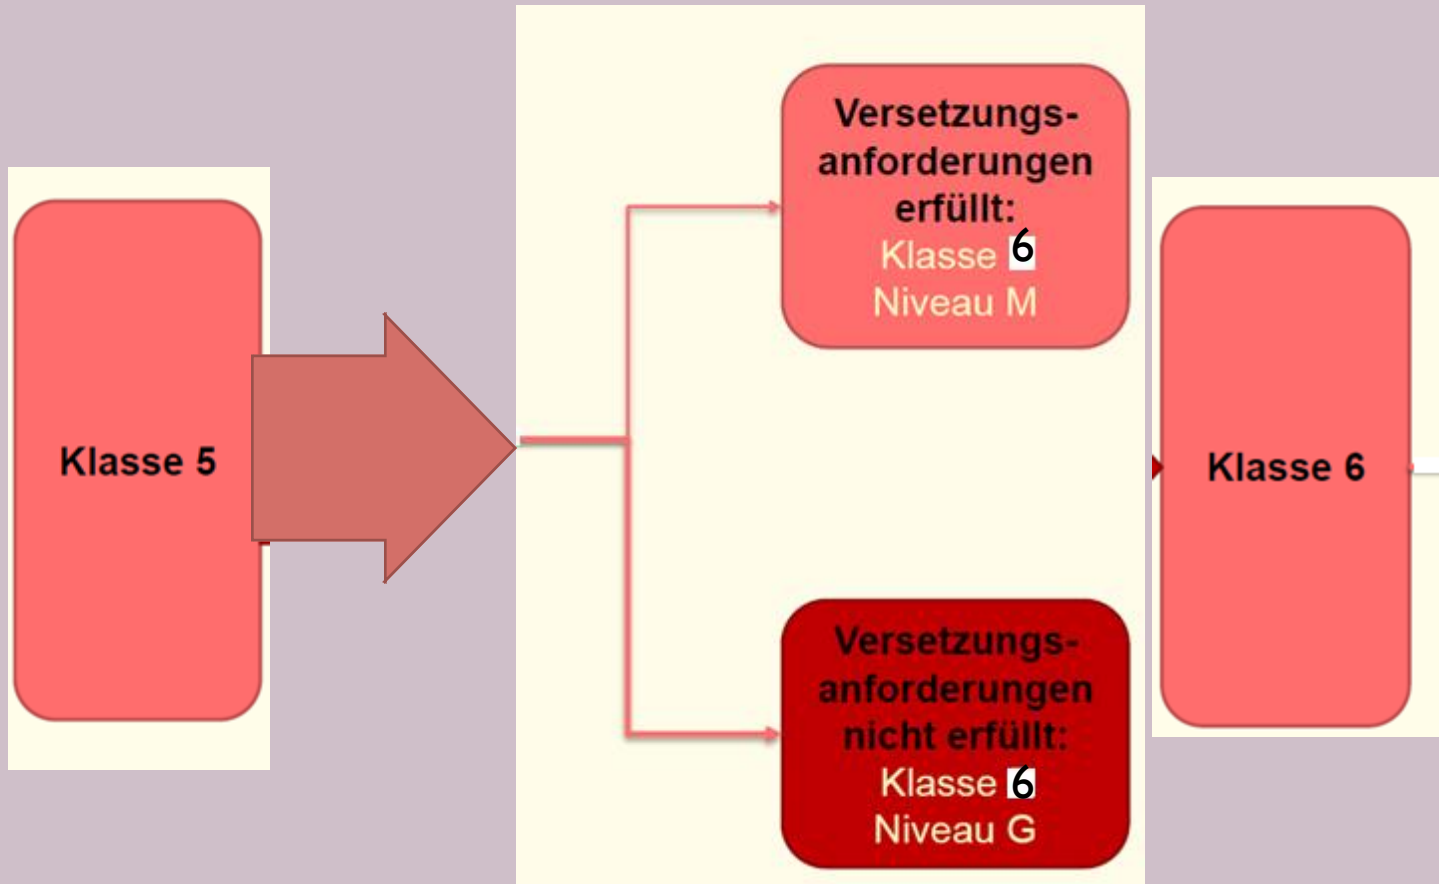 Klasse 5
Versetzungs-
anforderungen
erfüllt:
Klasse 6
Niveau M
Versetzungs-
anforderungen
nicht erfüllt:
Klasse 6
Niveau G
Klasse 6